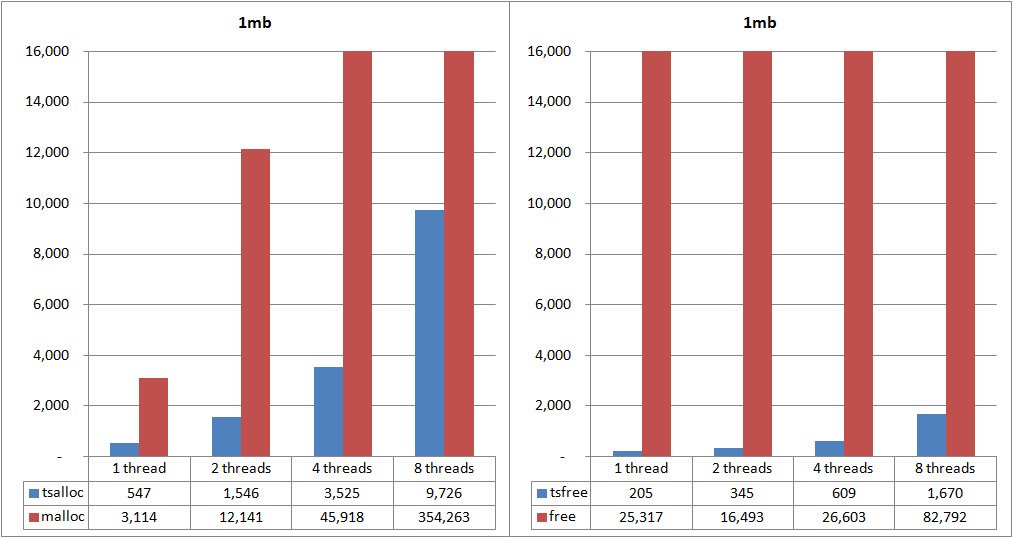 1mb
16,000
14,000
12,000
10,000
8,000
6,000
4,000
2,000
-
1 thread 2 threads 4 threads 8 threads
tsalloc 547 1,546 3,525 9,726
malloc 3,114 12,141 45,918 354,263
1mb
16,000
14,000
12,000
10,000
8,000
6,000
4,000
2,000
-
1 thread 2 threads 4 threads 8 threads
tsfree 205 345 609 1,670
free 25,317 16,493 26,603 82,792